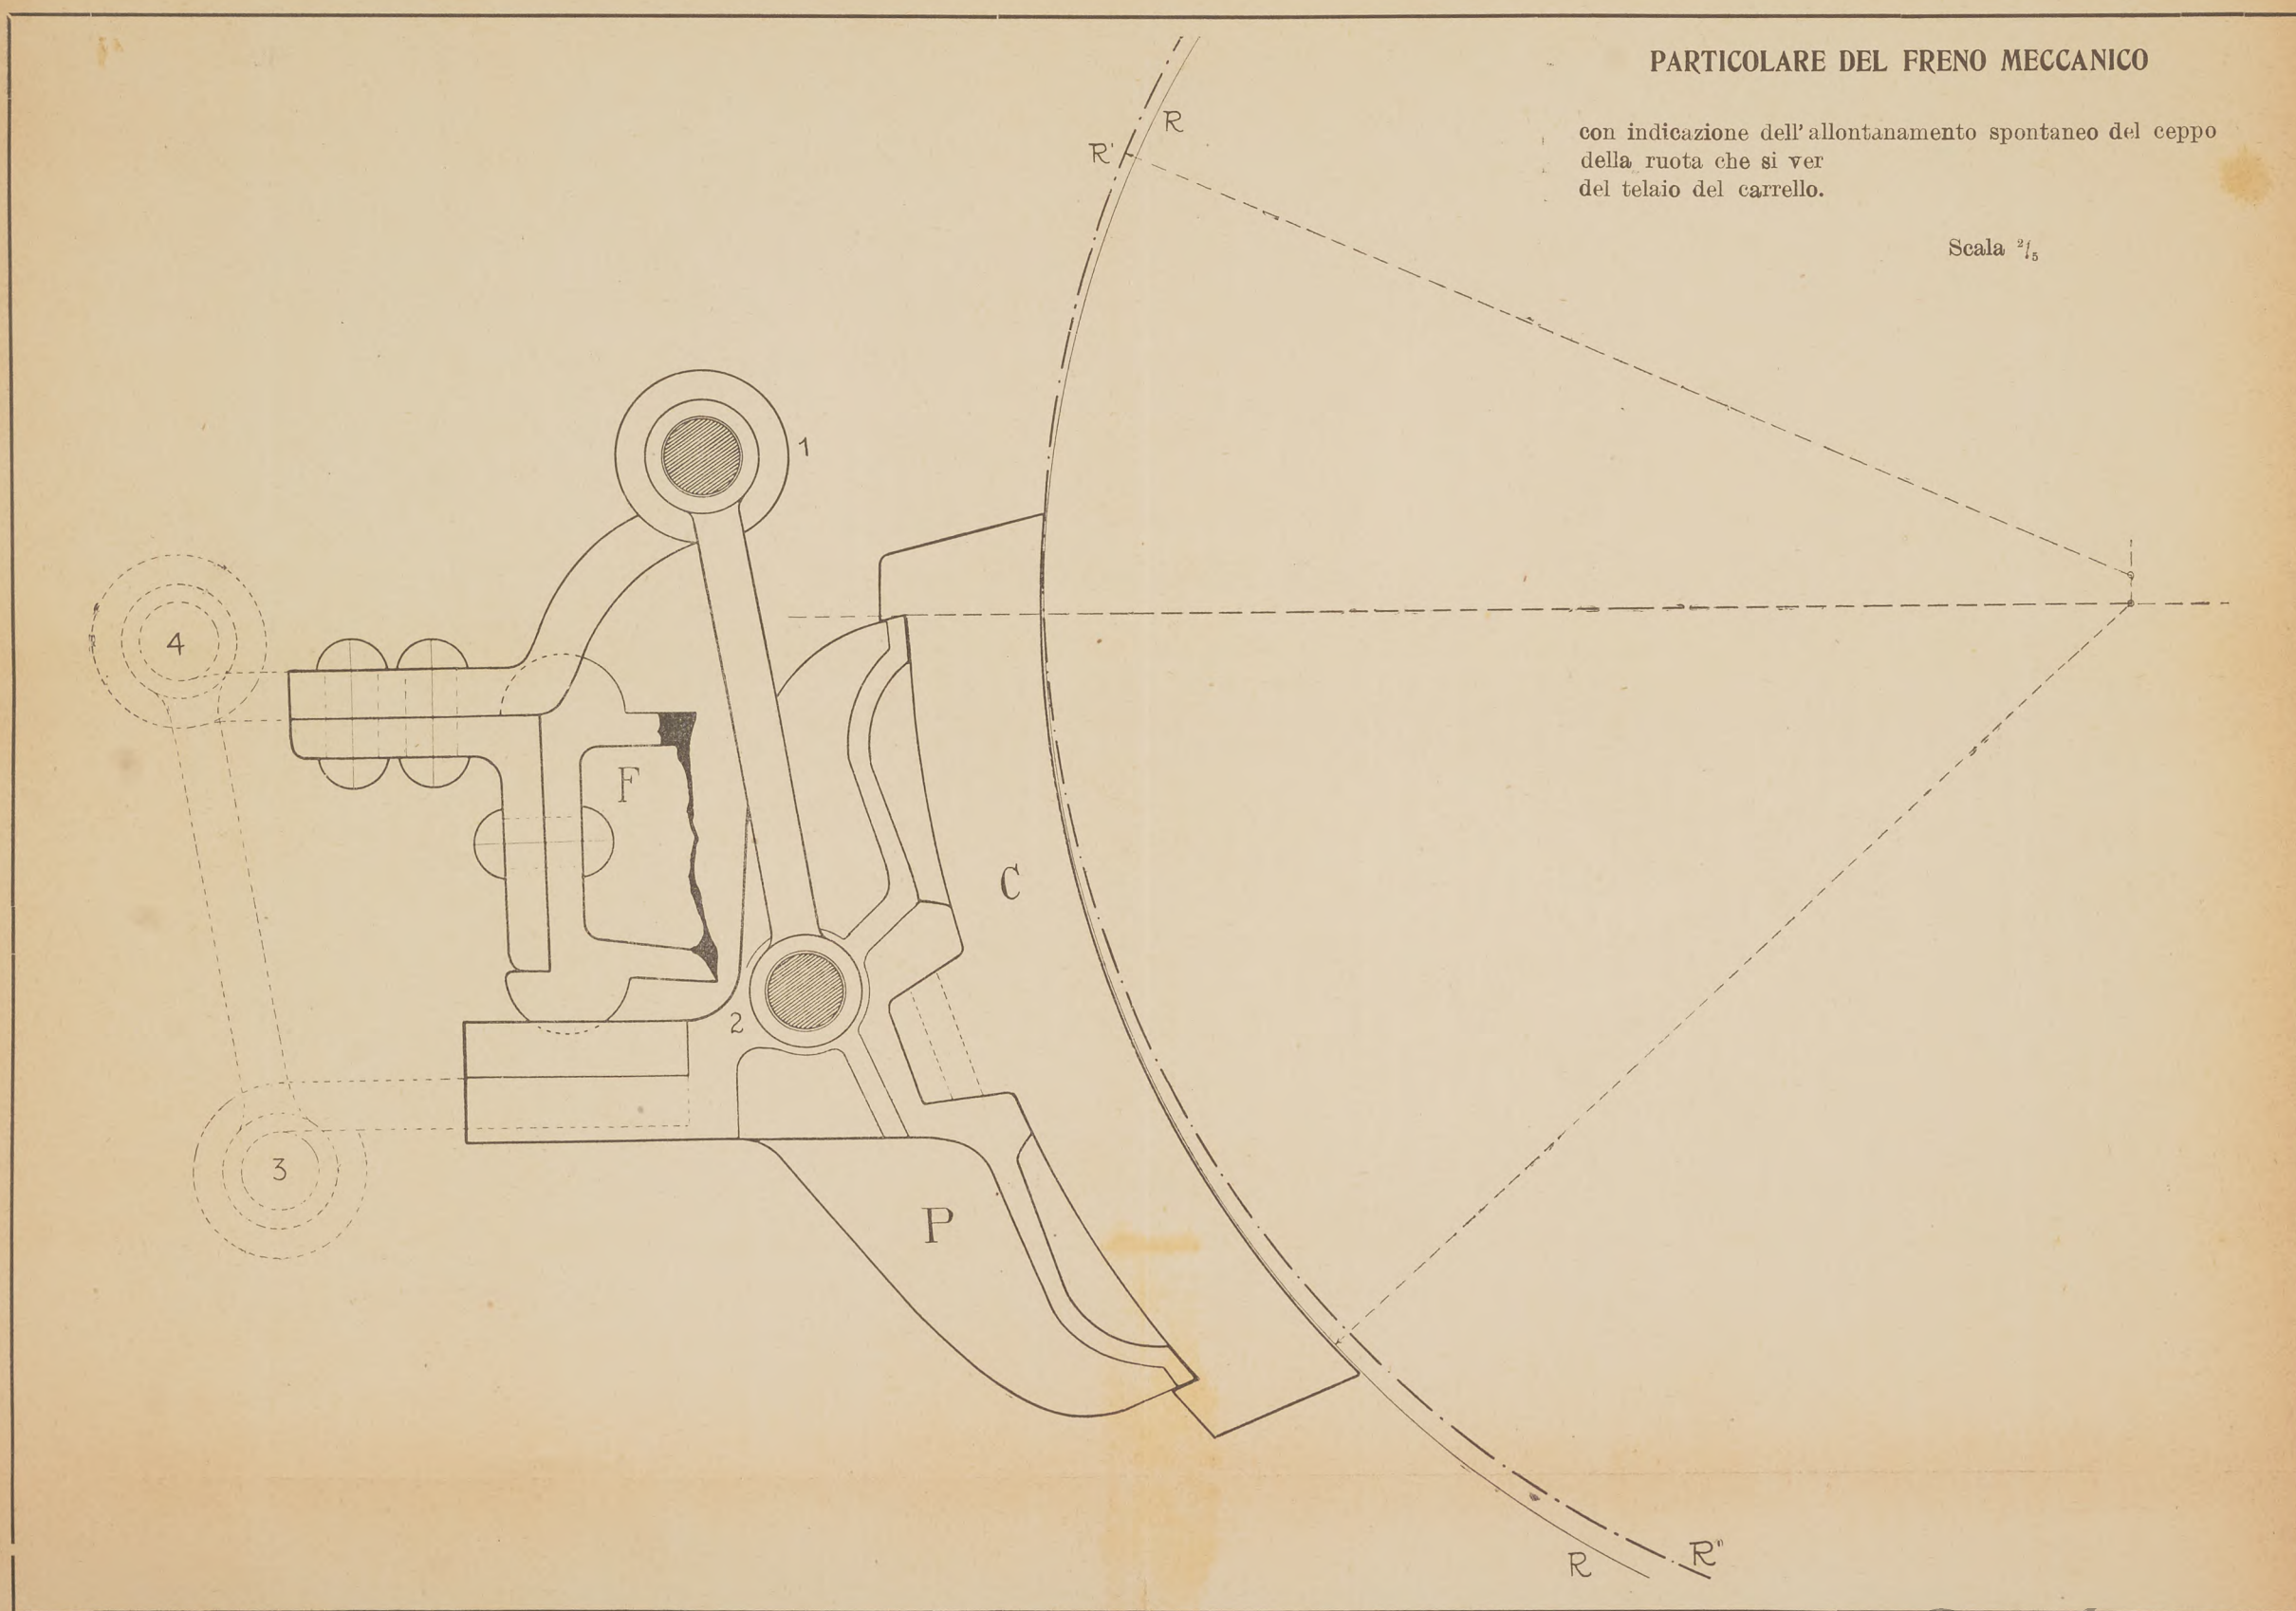 PARTICOLARE DEL FRENO MECCANICO
con indicazione dell' allontanamento spontaneo del ceppo
della ruota che si ver
del telaio del carrello.
Scala 2/5
R
R'
1
4
F
C
2
3
P
R
R"